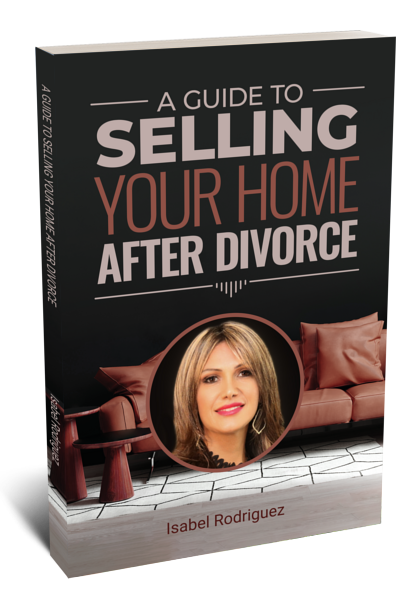 A GUIDE TO
SELLING
YOUR HOME
AFTER DIVORCE
Isabel Rodriguez
A GUIDE TO SELLING YOUR HOME AFTER DIVORCE
Isabel Rodriguez